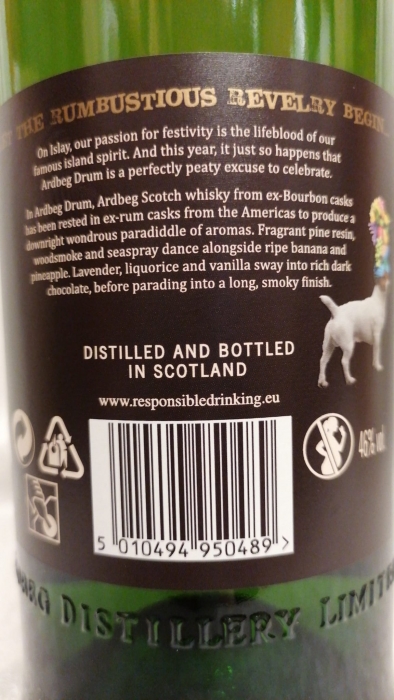 THE RUMBUSTIOUS REVELRY BEGIN...
On Islay, our passion for festivity is the lifeblood of our
famous island spirit. And this year, it just so happens that
Ardbeg Drum is a perfectly peaty excuse to celebrate.
In Ardbeg Drum, Ardbeg Scotch whisky from ex-Bourbon casks
has been rested in ex-rum casks from the Americas to produce a
downright wondrous paradiddle of aromas. Fragrant pine resin,
woodsmoke and seaspray dance alongside ripe banana and
pineapple. Lavender, liquorice and vanilla sway into rich dark
chocolate, before parading into a long, smoky finish.
DISTILLED AND BOTTLED
IN SCOTLAND
www.responsibledrinking.eu
46% vol.
5 010494 950489 >
DISTILLERY LIMITE